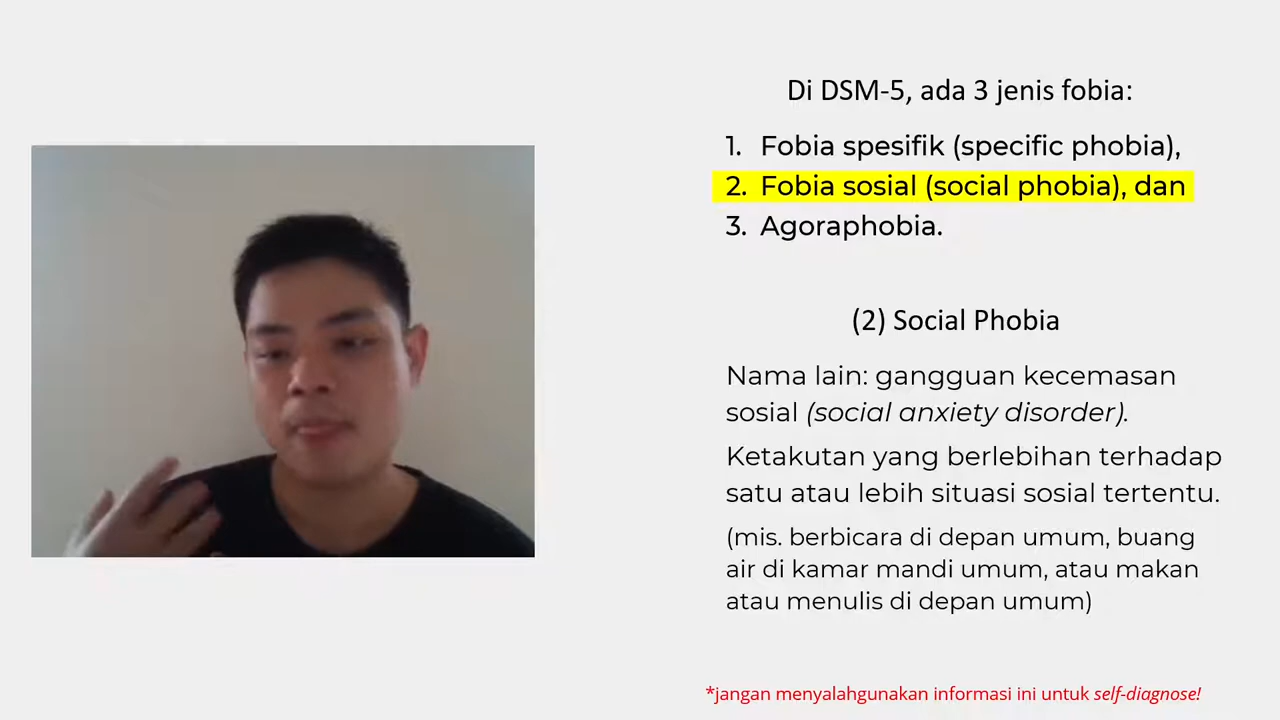 Di DSM-5, ada 3 jenis fobia:
1. Fobia spesifik (specific phobia),
2. Fobia sosial (social phobia), dan
3. Agoraphobia.
(2) Social Phobia
Nama lain: gangguan kecemasan
sosial (social anxiety disorder).
Ketakutan yang berlebihan terhadap
satu atau lebih situasi sosial tertentu.
(mis. berbicara di depan umum, buang
air di kamar mandi umum, atau makan
atau menulis di depan umum)
*jangan menyalahgunakan informasi ini untuk self-diagnose!